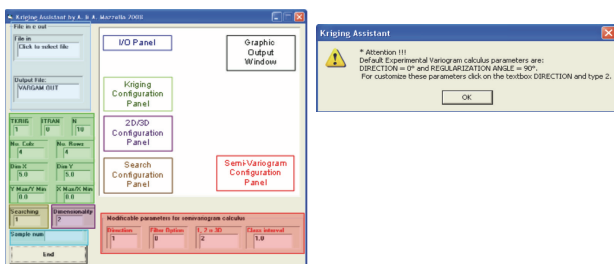 Kriging Assistant by A. & A. Mazzella 2008
File in e out
File in
Click to select file
Output File:
VARGAM OUT
I/O Panel
Graphic
Output
Window
Kriging
Configuration
Panel
2D/3D
Configuration
Panel
Search
Configuration
Panel
Semi-Variogram
Configuration
Panel
TKRIG ITRAN N
1 0 10
No. Cols No. Rows
4 4
Dim X Dim Y
5.0 5.0
Y Max/Y Min X Max/X Min
0.0 0.0
Searching Dimensionality
1 2
Sample num
End
Modificable parameters for semivariogram calculus
Direction Filter Option 1, 2 o 3D Class interval
1 0 2 1.0
Kriging Assistant
* Attention !!!
Default Experimental Variogram calculus parameters are:
DIRECTION = 0° and REGULARIZATION ANGLE = 90°.
For customize these parameters click on the textbox DIRECTION and type 2.
OK